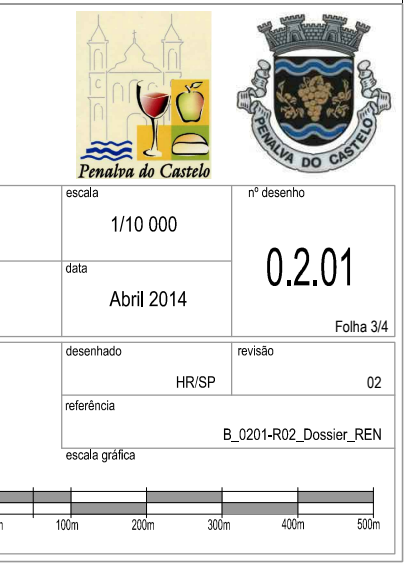 Penalva do Castelo
PENALVA DO CASTELO
escala
1/10 000
nº desenho
0.2.01
Folha 3/4
data
Abril 2014
desenhado
HR/SP
revisão
02
referência
B_0201-R02_Dossier_REN
escala gráfica
100m 200m 300m 400m 500m